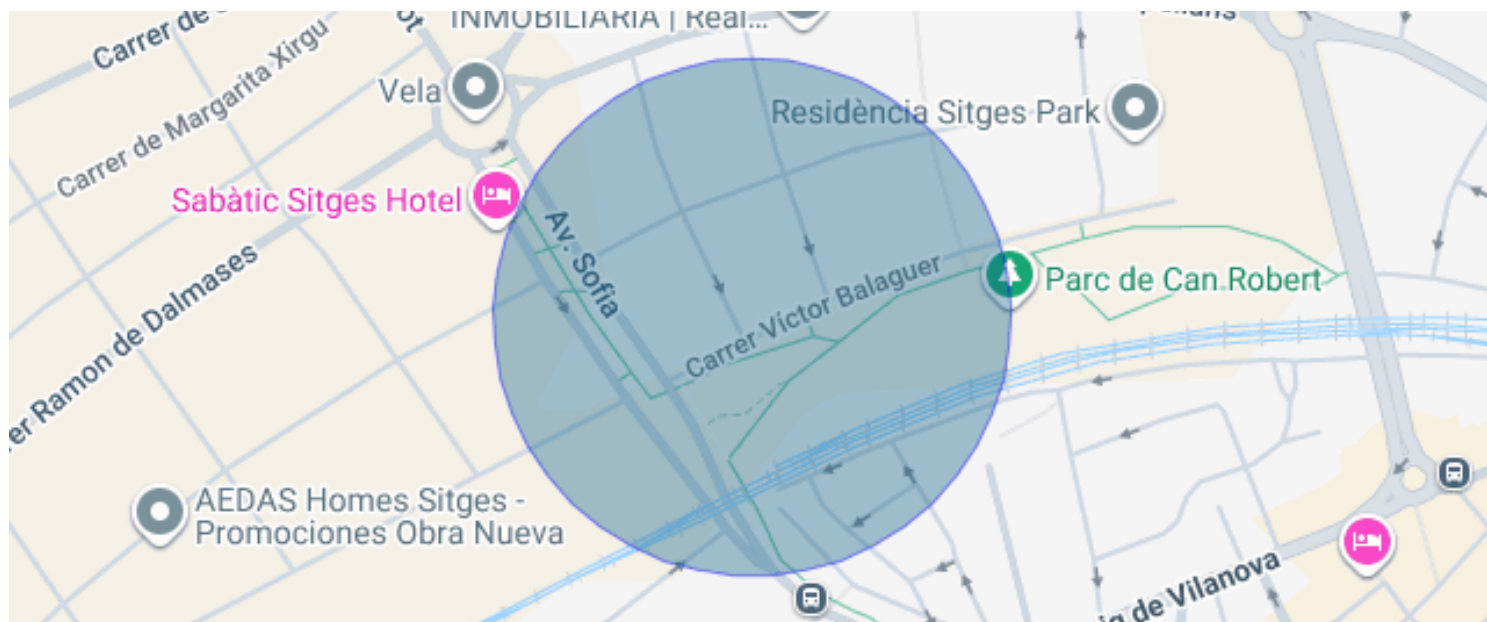 INMOBILIARIA | Real...
Carrer de
Vela
Carrer de Margarita Xirgu
Residència Sitges Park
Sabàtic Sitges Hotel
Av. Sofia
Parc de Can Robert
Carrer Víctor Balaguer
Ramon de Dalmases
AEDAS Homes Sitges -
Promociones Obra Nueva
de Vilanova